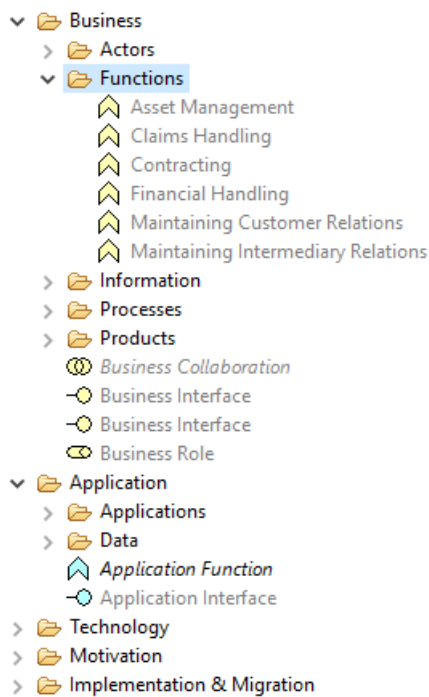 Business
Actors
Functions
Asset Management
Claims Handling
Contracting
Financial Handling
Maintaining Customer Relations
Maintaining Intermediary Relations
Information
Processes
Products
Business Collaboration
Business Interface
Business Interface
Business Role
Application
Applications
Data
Application Function
Application Interface
Technology
Motivation
Implementation & Migration